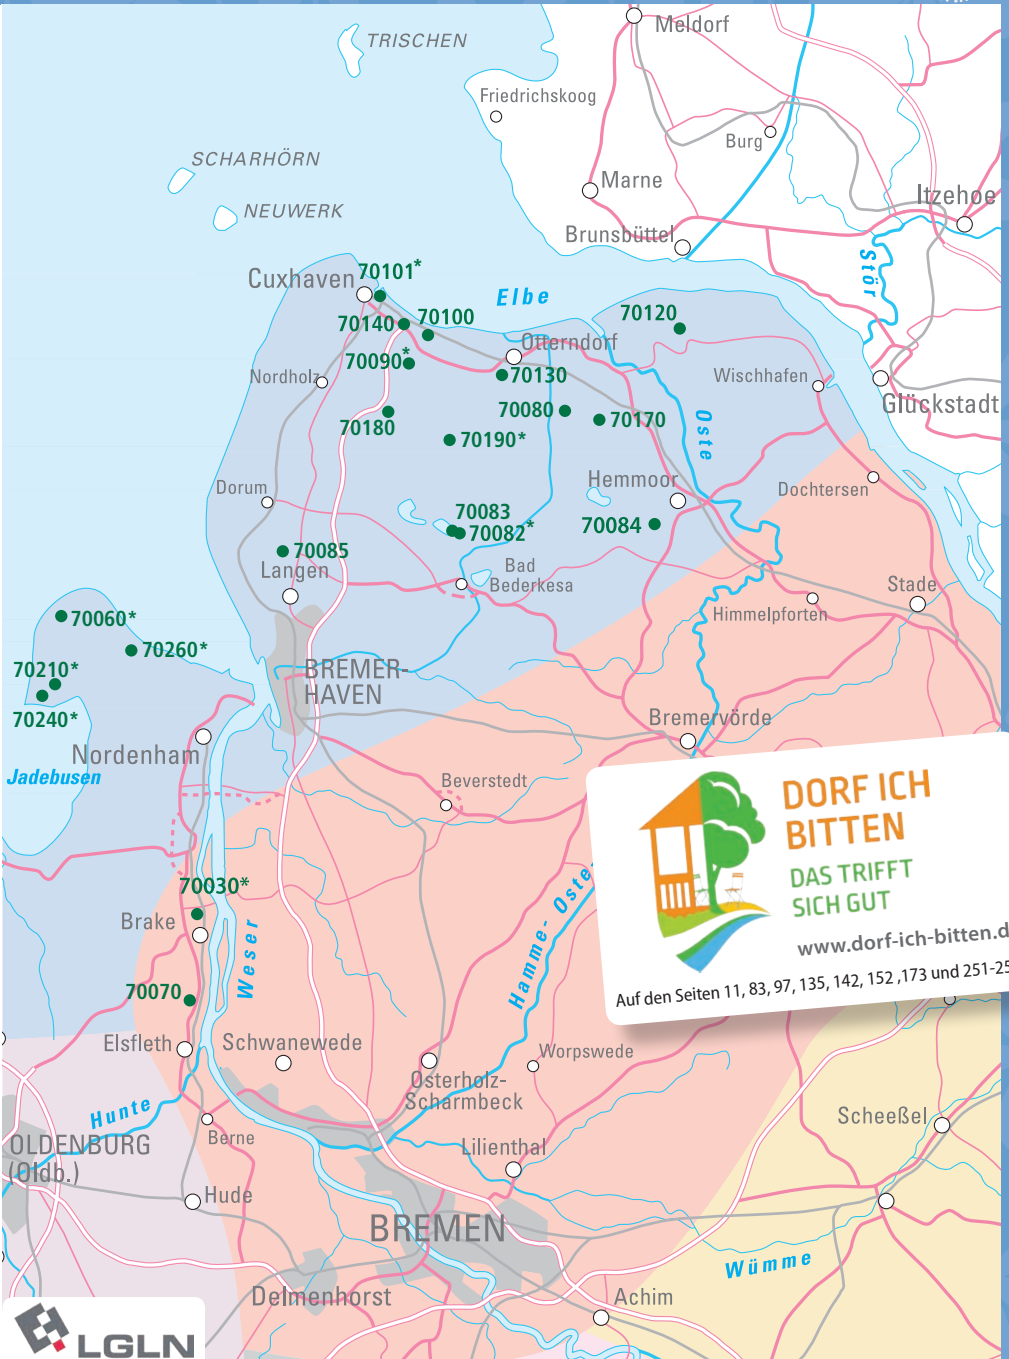 TRISCHEN
Meldorf
Friedrichskoog
Burg
SCHARHÖRN
Marne
Itzehoe
NEUWERK
Brunsbüttel
Stör
Cuxhaven
70101*
Elbe
70140
70100
70120
Otterndorf
70090*
Nordholz
70130
Wischhafen
Glückstadt
70180
70080
70170
Oste
70190*
Dorum
Hemmoor
Dochtersen
70083
70082*
70084
70085
Langen
Bad
Bederkesa
Stade
Himmelpforten
70060*
70260*
70210*
70240*
BREMER-
HAVEN
Bremervörde
Nordenham
Jadebusen
Beverstedt
DORF ICH
BITTEN
DAS TRIFFT
SICH GUT
www.dorf-ich-bitten.d
Auf den Seiten 11, 83, 97, 135, 142, 152 ,173 und 251-25
70030*
Brake
Weser
Hamme- Oste
70070
Elsfleth
Schwanewede
Osterholz-
Scharmbeck
Worpswede
Hunte
Berne
Scheeßel
OLDENBURG
(Oldb.)
Lilienthal
Hude
BREMEN
Wümme
Delmenhorst
Achim
LGLN